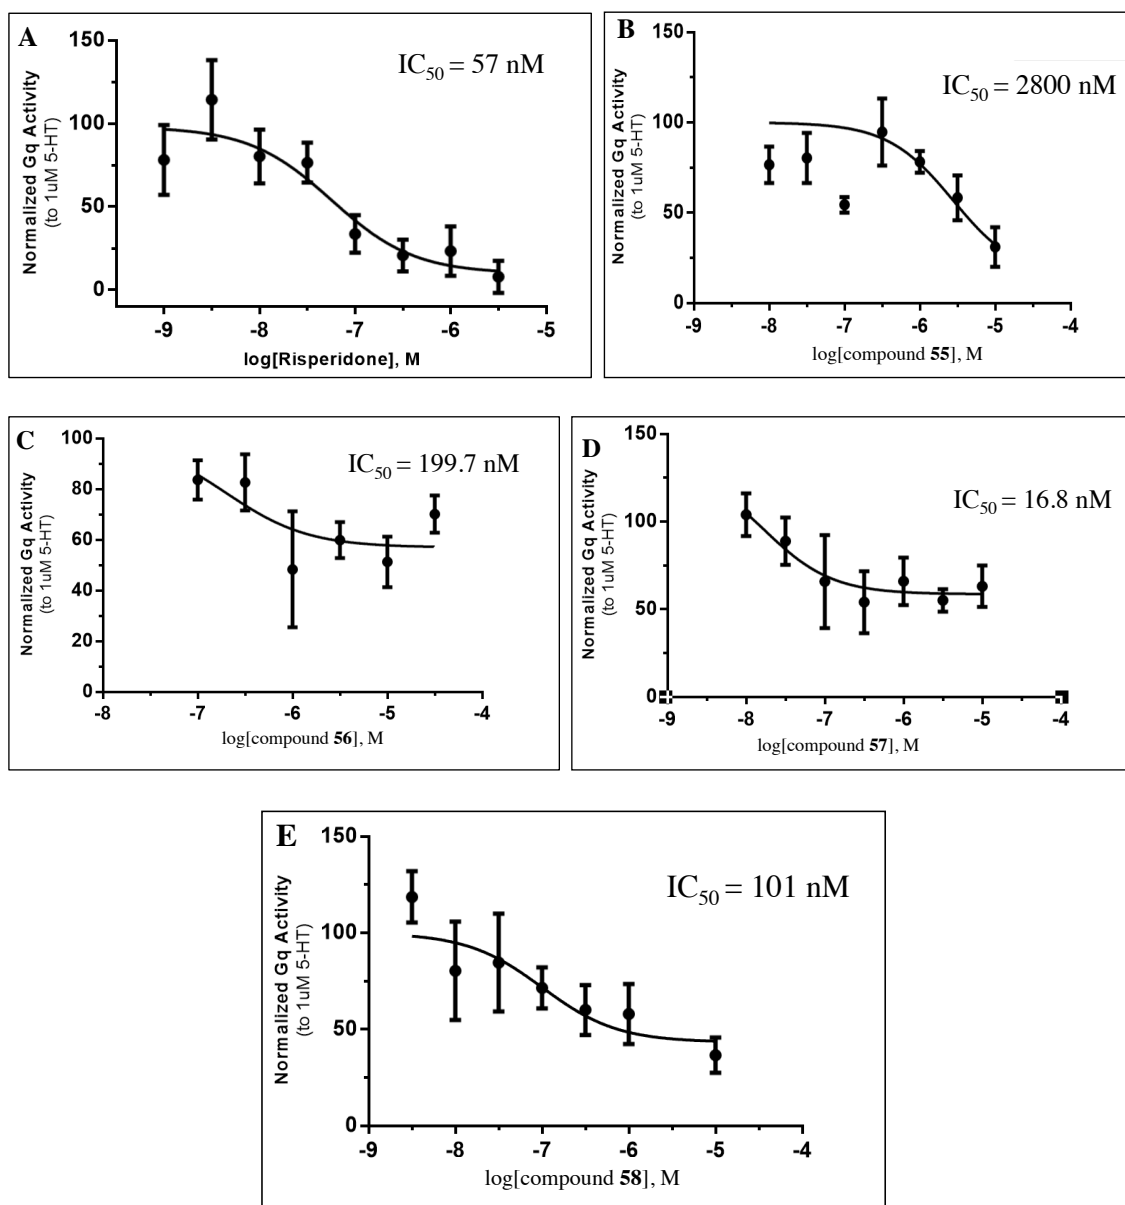 A
IC50 = 57 nM
Normalized Gq Activity
(to 1uM 5-HT)
150
100
50
0
-9 -8 -7 -6 -5
log[Risperidone], M
B
IC50 = 2800 nM
Normalized Gq Activity
(to 1uM 5-HT)
150
100
50
0
-9 -8 -7 -6 -5 -4
log[compound 55], M
C
IC50 = 199.7 nM
Normalized Gq Activity
(to 1uM 5-HT)
100
80
60
40
20
0
-8 -7 -6 -5 -4
log[compound 56], M
D
IC50 = 16.8 nM
Normalized Gq Activity
(to 1uM 5-HT)
150
100
50
0
-9 -8 -7 -6 -5 -4
log[compound 57], M
E
IC50 = 101 nM
Normalized Gq Activity
(to 1uM 5-HT)
150
100
50
0
-9 -8 -7 -6 -5 -4
log[compound 58], M